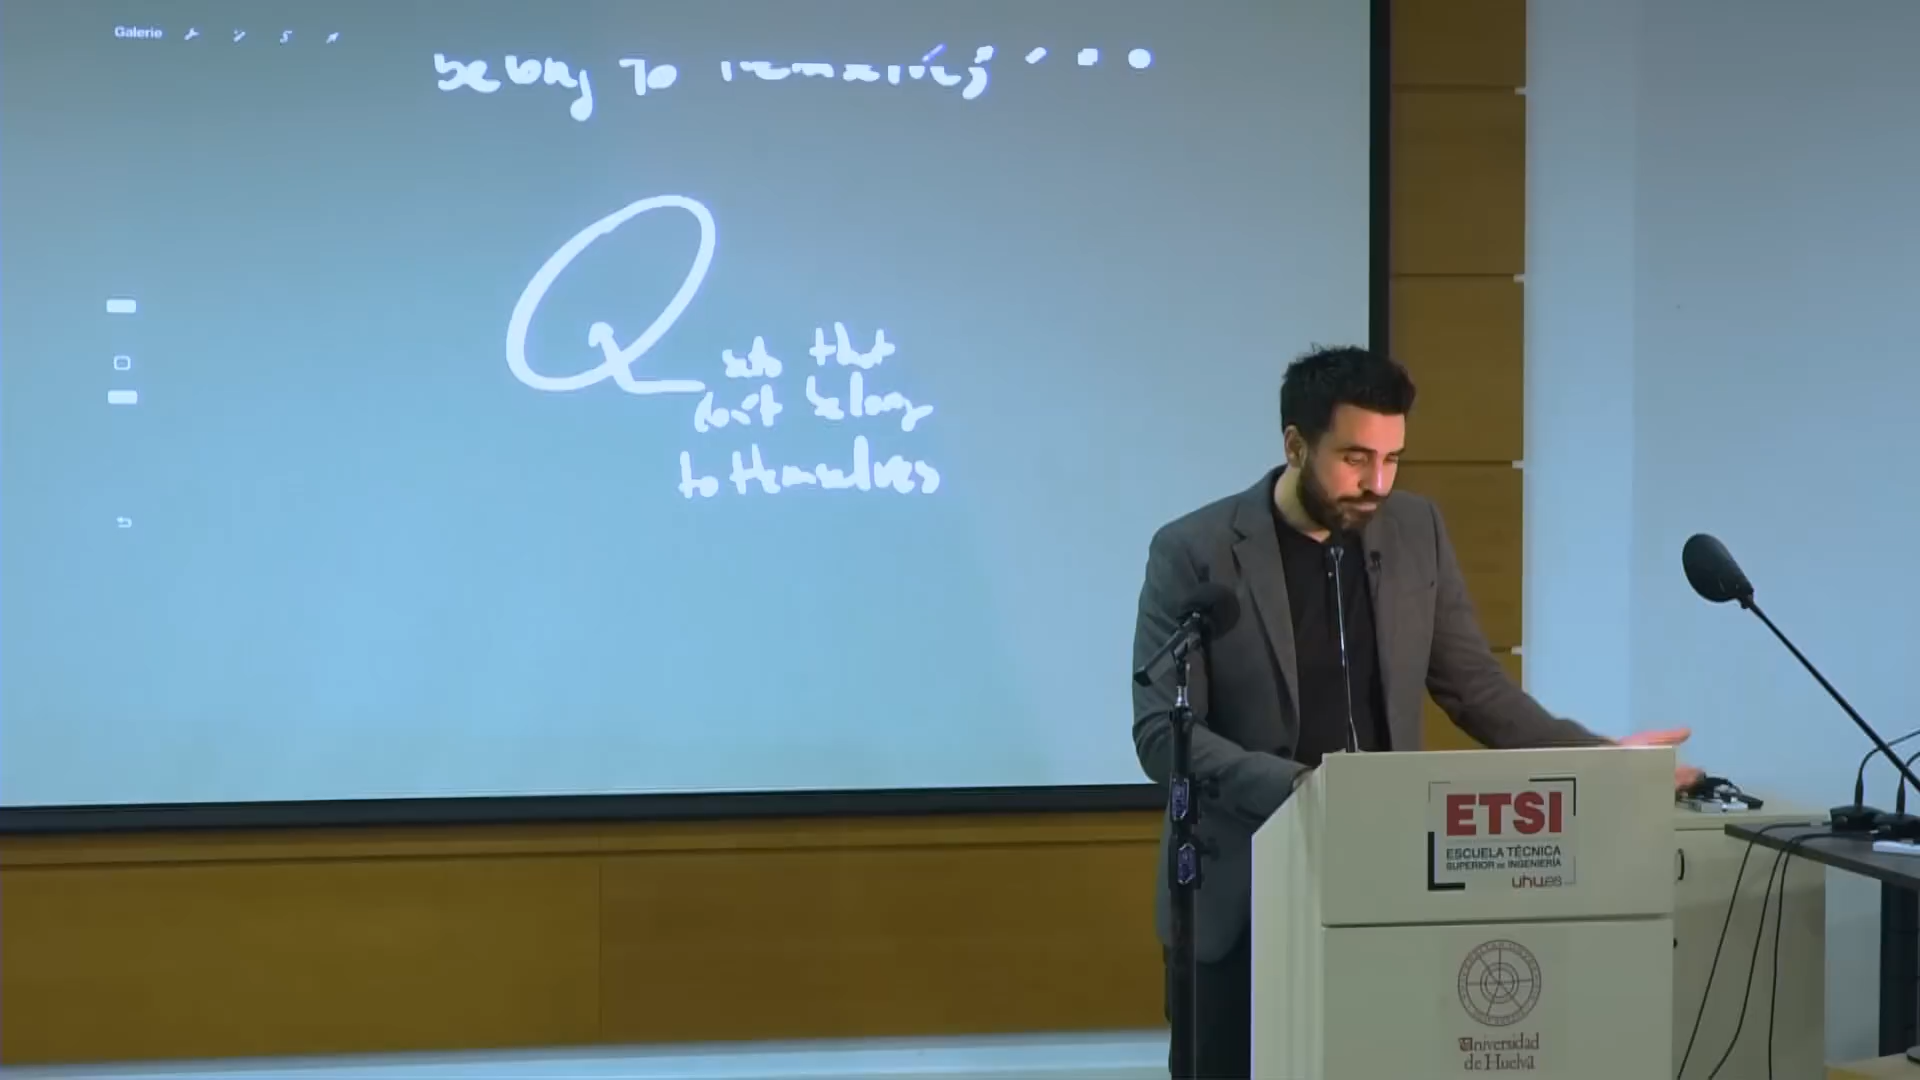 Galerie
belong to themselves
Q
sets that
don't belong
to themselves
ETSI
ESCUELA TÉCNICA
SUPERIOR DE INGENIERÍA
uhu.es
Universidad
de Huelva